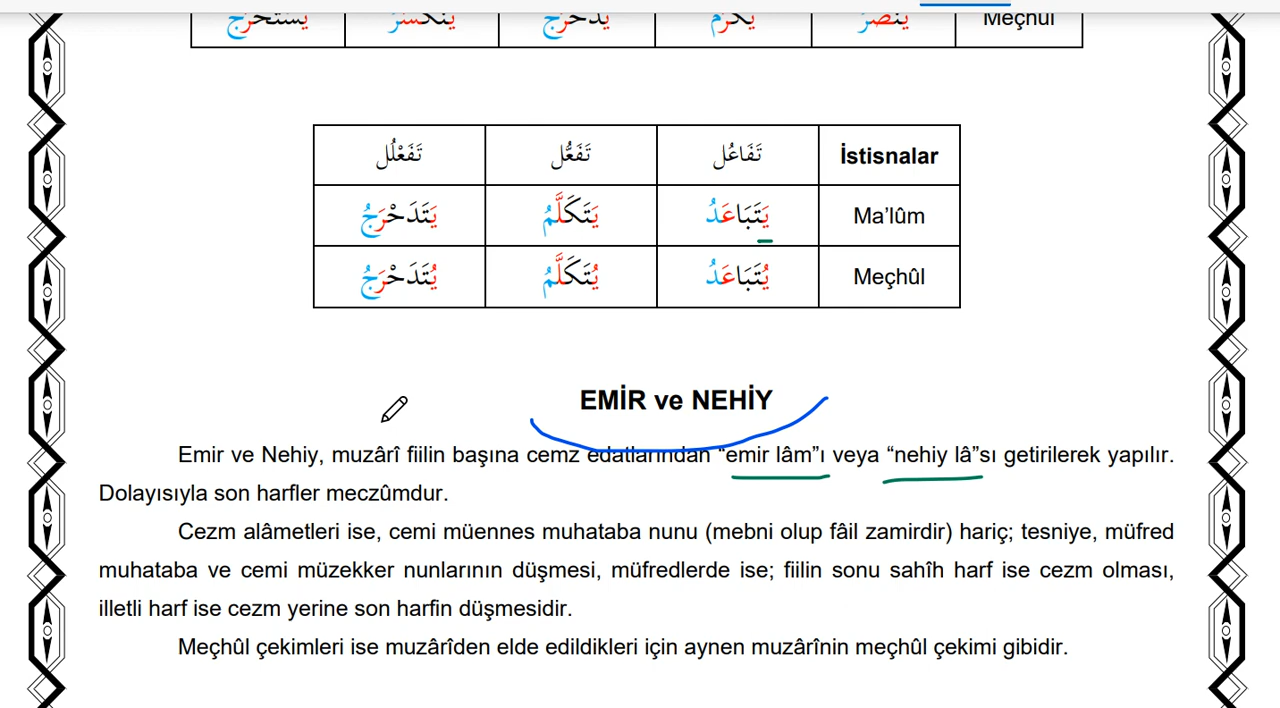 يَسْتَخْرَجُ يَنْكَسَرُ يُدَحْرَجُ يُكْرَمُ يُنْصَرُ Meçhûl
تَفَعْلُل تَفَعُّل تَفَاعُل İstisnalar
يَتَدَحْرَجُ يَتَكَلَّمُ يَتَبَاعَدُ Ma’lûm
يُتَدَحْرَجُ يُتَكَلَّمُ يُتَبَاعَدُ Meçhûl
EMİR ve NEHİY
Emir ve Nehiy, muzârî fiilin başına cemz edatlarından “emir lâm”ı veya “nehiy lâ”sı getirilerek yapılır.
Dolayısıyla son harfler meczûmdur.
Cezm alâmetleri ise, cemi müennes muhataba nunu (mebni olup fâil zamirdir) hariç; tesniye, müfred
muhataba ve cemi müzekker nunlarının düşmesi, müfredlerde ise; fiilin sonu sahîh harf ise cezm olması,
illetli harf ise cezm yerine son harfin düşmesidir.
Meçhûl çekimleri ise muzârîden elde edildikleri için aynen muzârînin meçhûl çekimi gibidir.